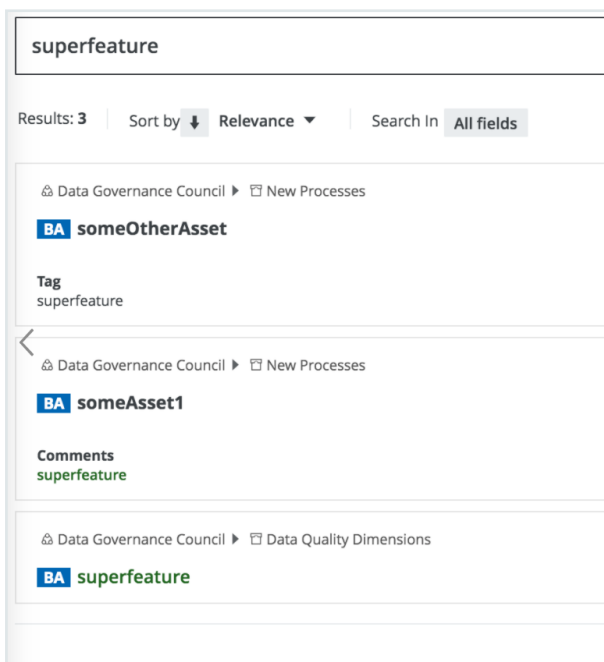 superfeature
Results: 3 Sort by Relevance Search In All fields
Data Governance Council New Processes
BA someOtherAsset
Tag
superfeature
Data Governance Council New Processes
BA someAsset1
Comments
superfeature
Data Governance Council Data Quality Dimensions
BA superfeature